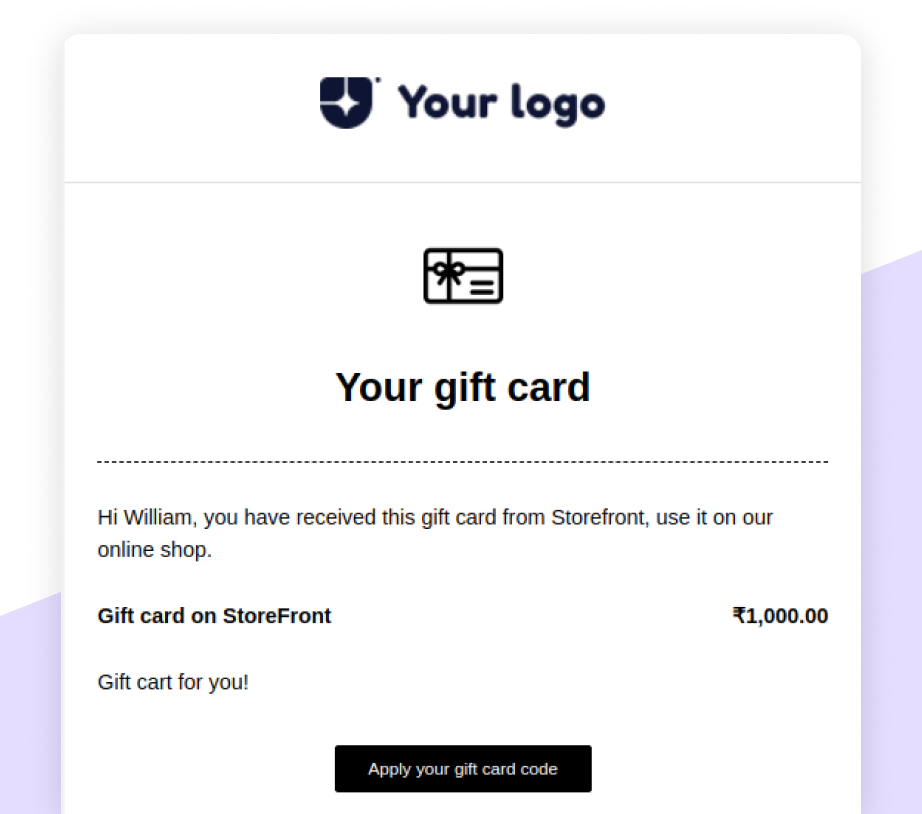 Your logo
Your gift card
Hi William, you have received this gift card from Storefront, use it on our
online shop.
Gift card on StoreFront ₹1,000.00
Gift cart for you!
Apply your gift card code